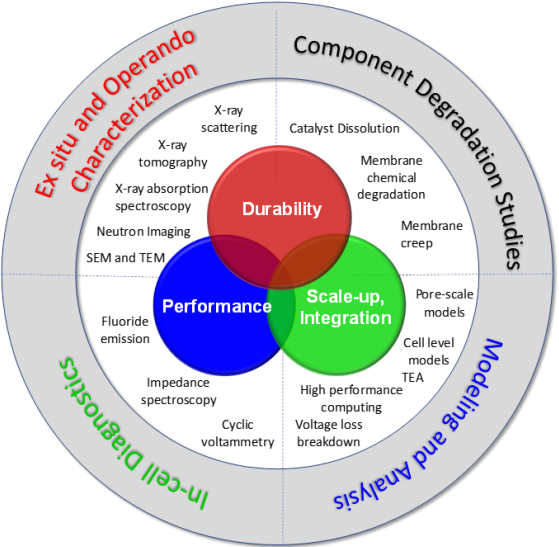 Ex situ and Operando
Characterization
Component Degradation Studies
X-ray
scattering
X-ray
tomography
X-ray absorption
spectroscopy
Neutron Imaging
SEM and TEM
Catalyst Dissolution
Membrane
chemical
degradation
Membrane
creep
Durability
Performance
Scale-up,
Integration
Fluoride
emission
Impedance
spectroscopy
Cyclic
voltammetry
Pore-scale
models
Cell level
models
TEA
High performance
computing
Voltage loss
breakdown
In-cell Diagnostics
Modeling and Analysis